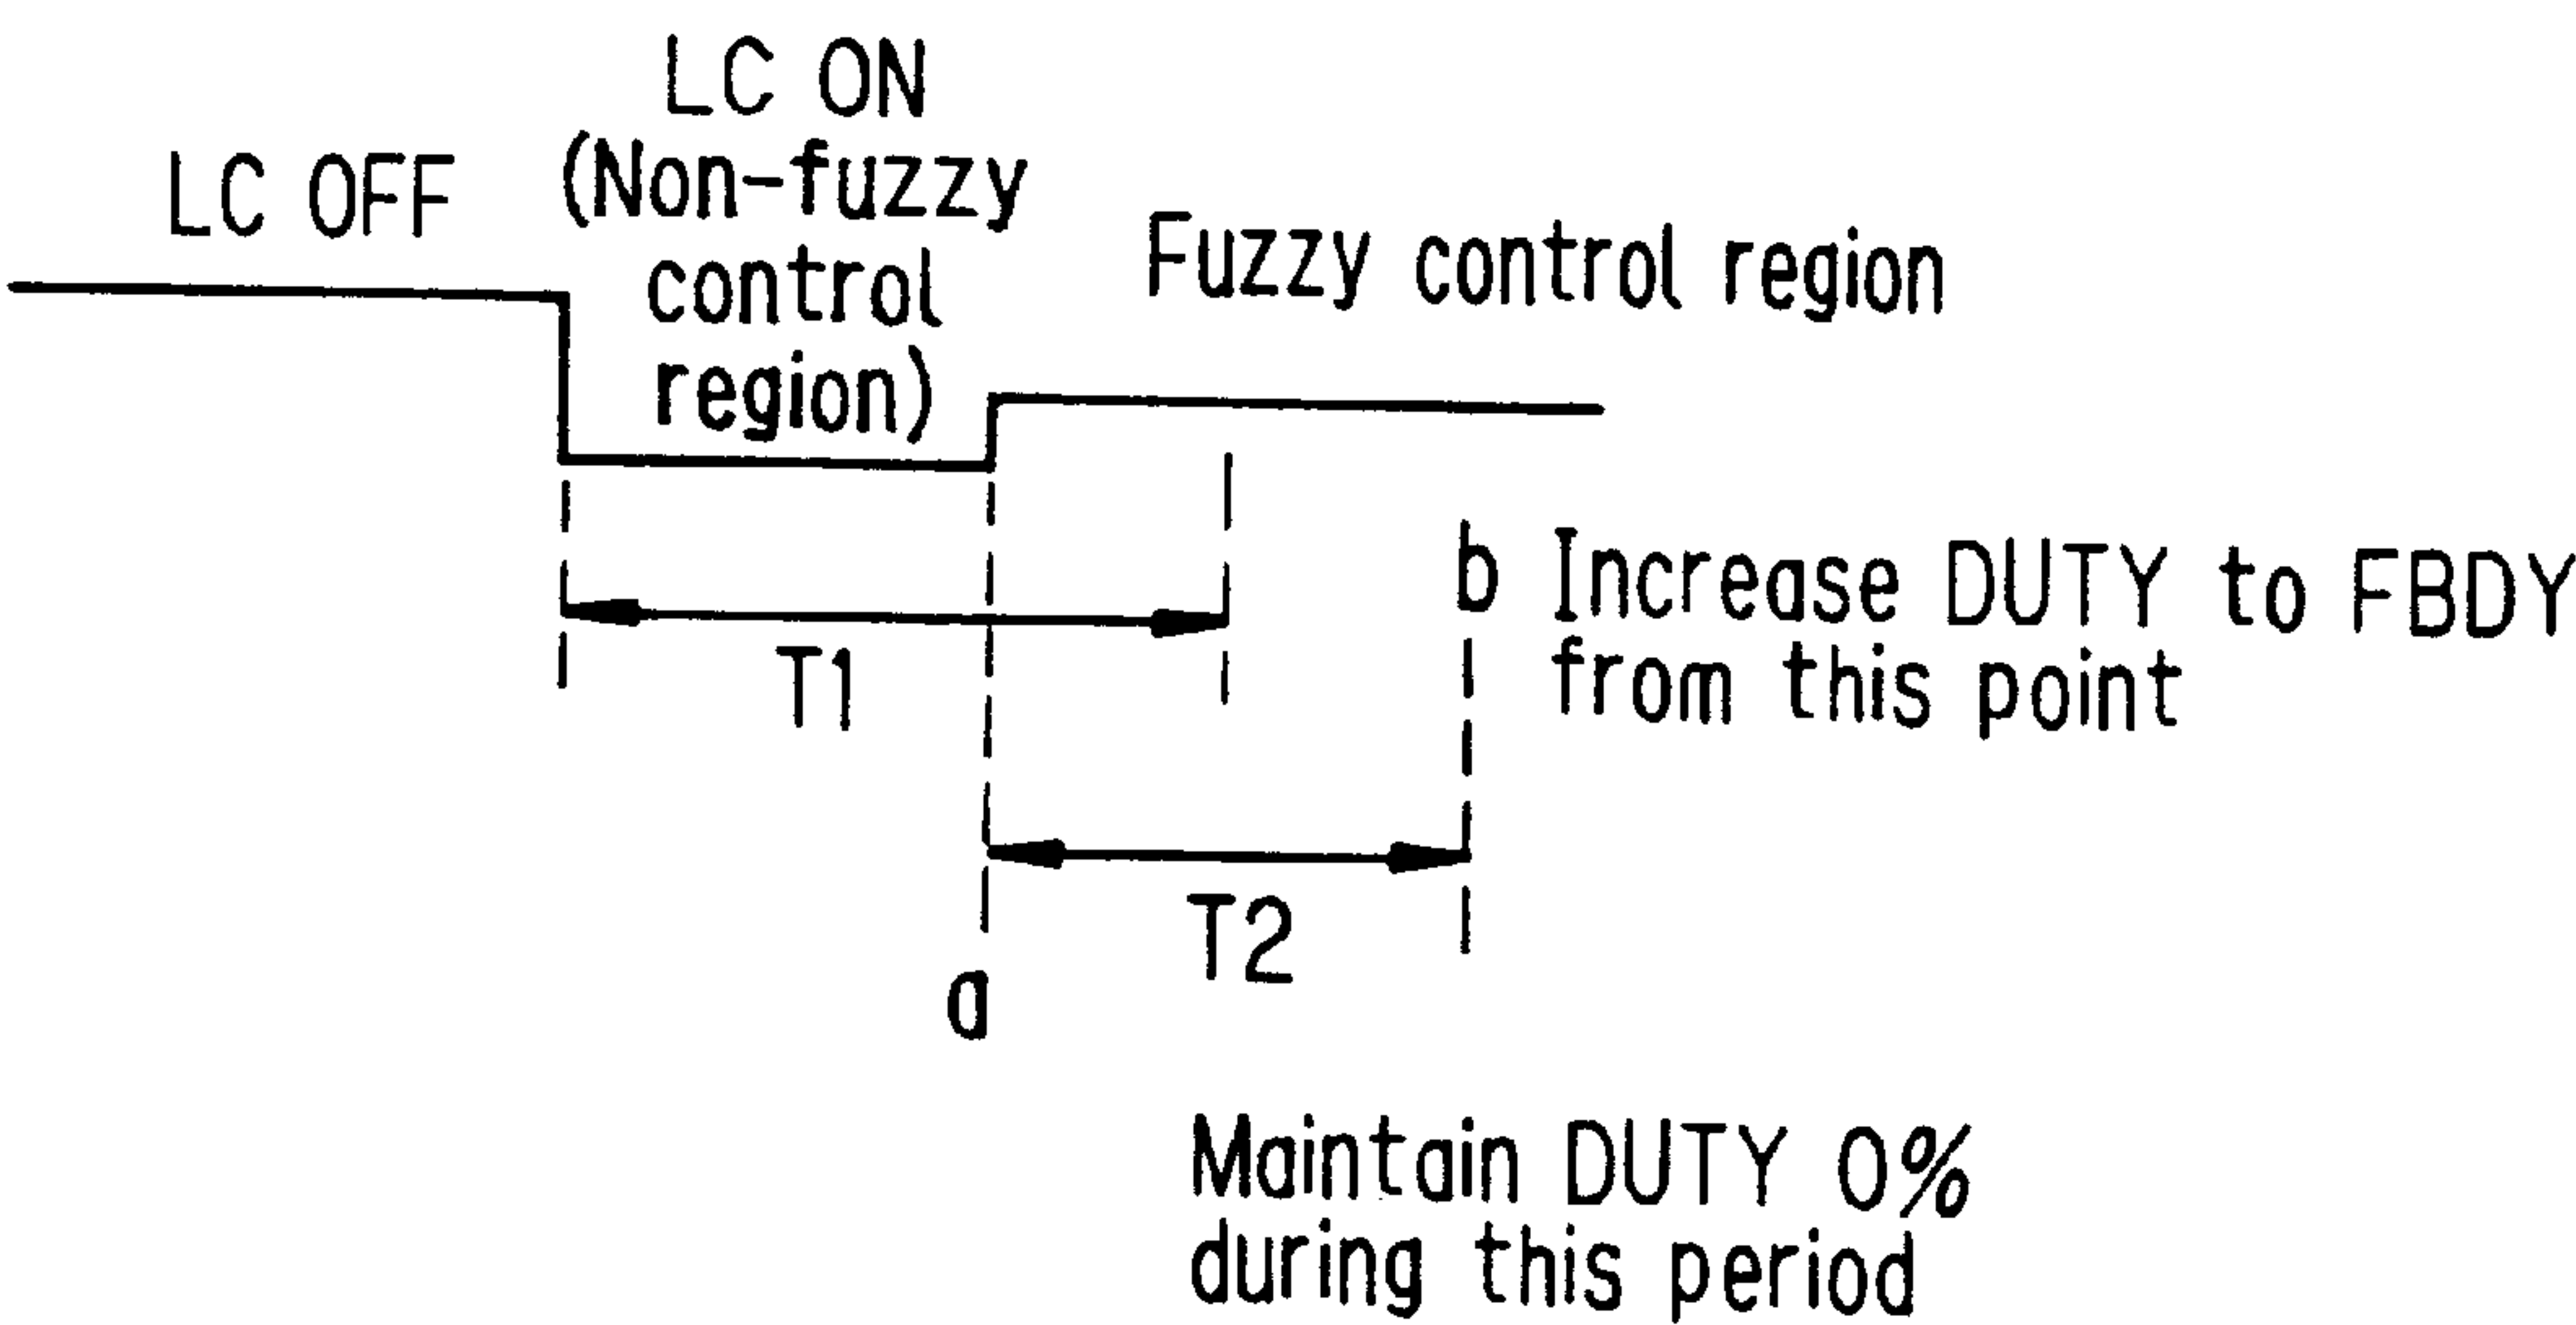 LC OFF
LC ON
(Non-fuzzy
control
region)
Fuzzy control region
b Increase DUTY to FBDY
from this point
T1
T2
a
Maintain DUTY 0%
during this period